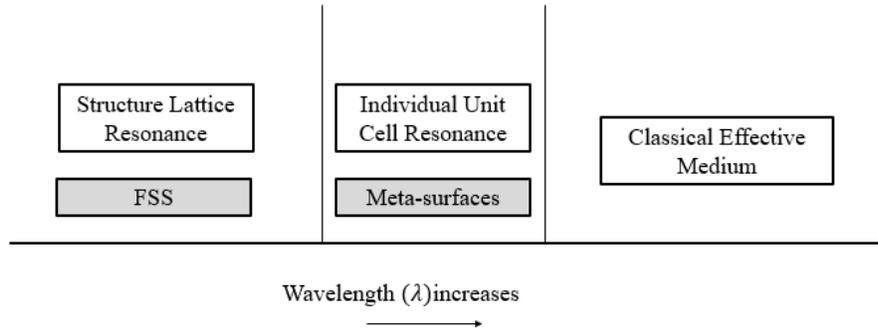 Structure Lattice
Resonance
FSS
Individual Unit
Cell Resonance
Meta-surfaces
Classical Effective
Medium
Wavelength (λ)increases